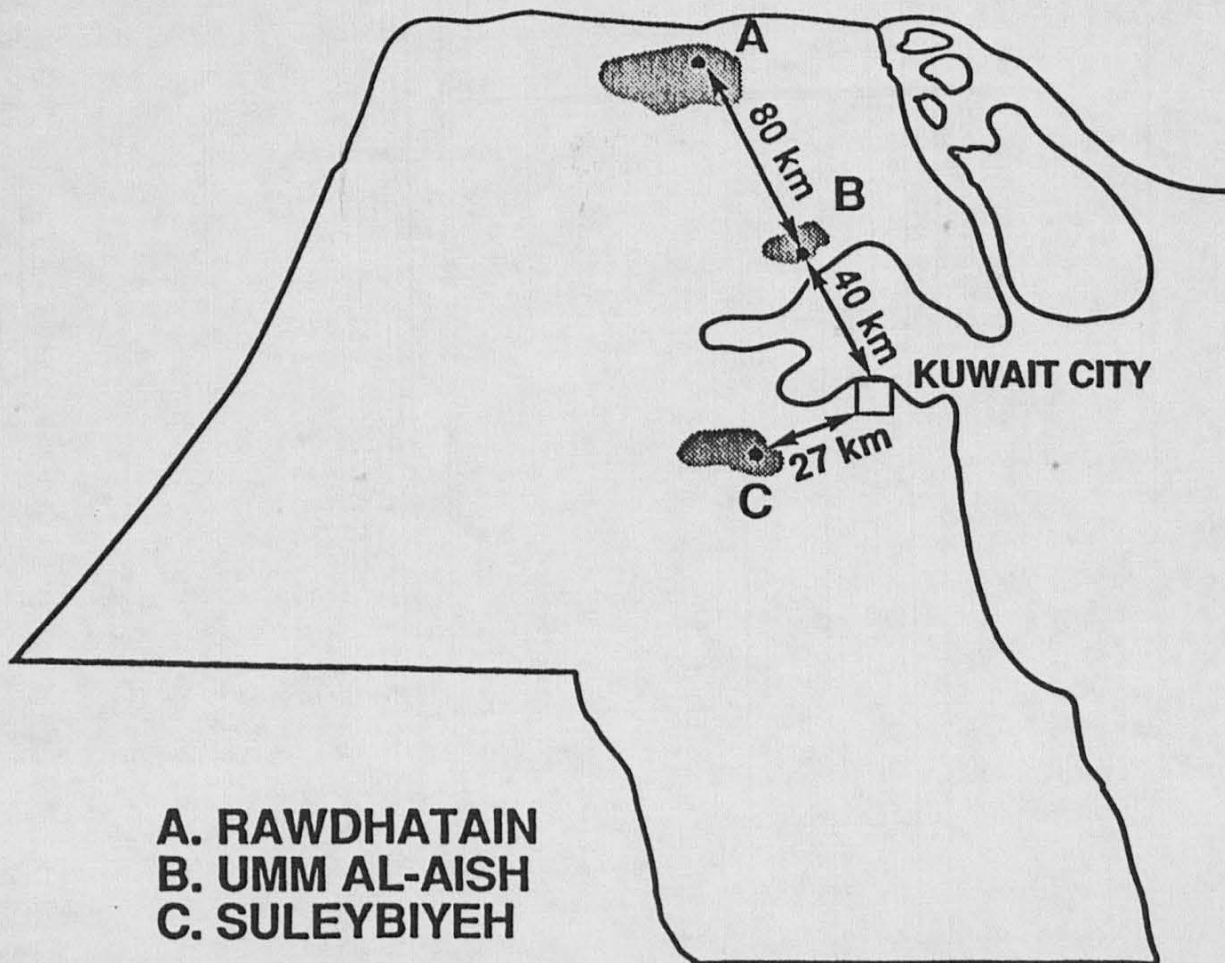 A
80 km
B
40 km
KUWAIT CITY
27 km
C
A. RAWDHATAIN
B. UMM AL-AISH
C. SULEYBIYEH